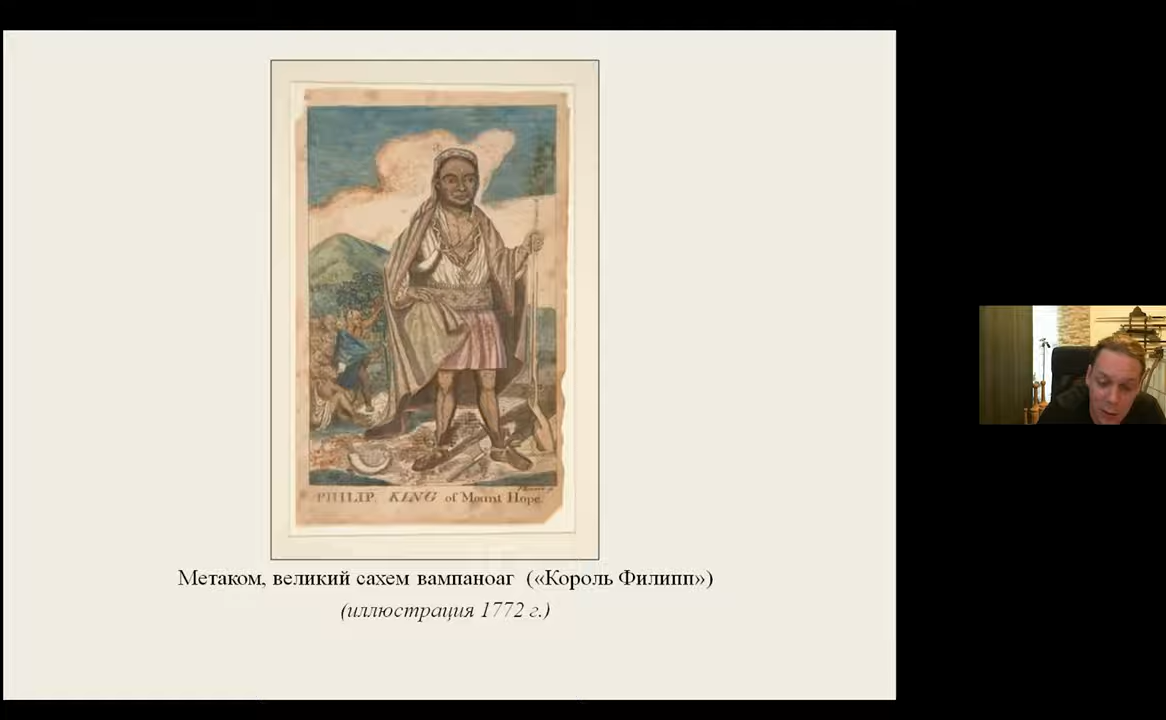 PHILIP. KING of Mount Hope.
Метаком, великий сахем вампаноаг («Король Филипп»)
(иллюстрация 1772 г.)